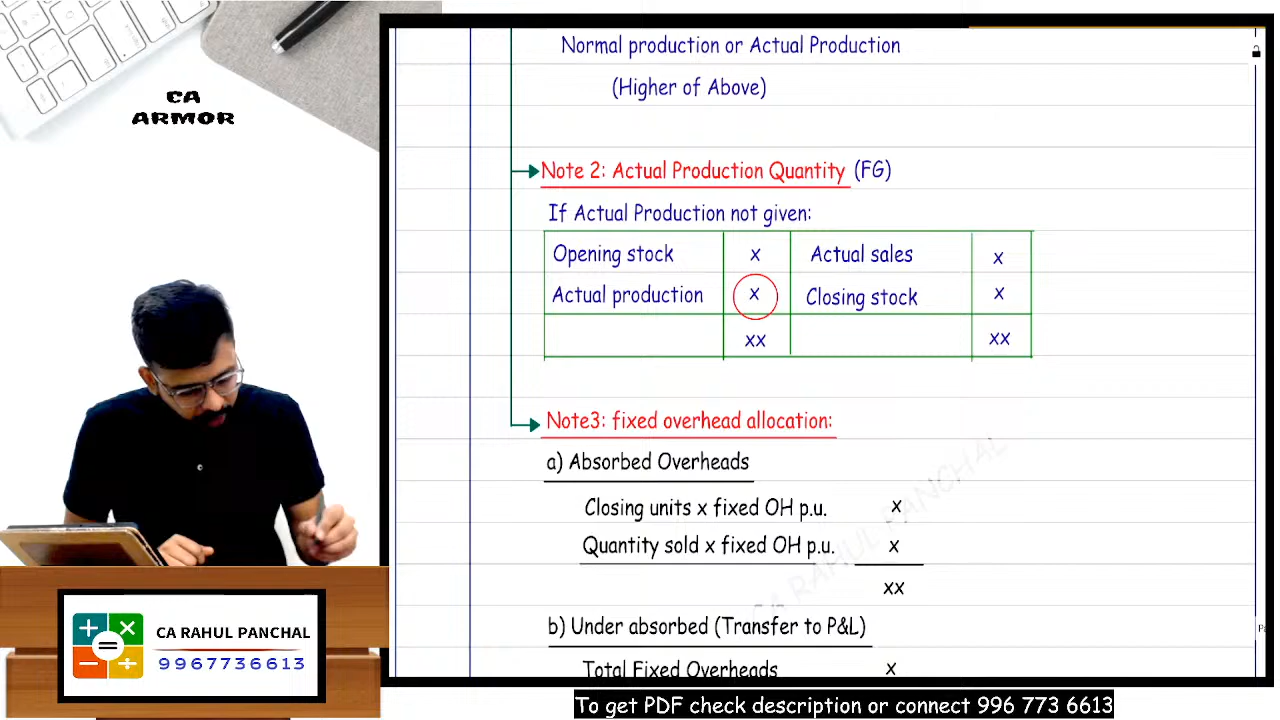 CA
ARMOR
Normal production or Actual Production
(Higher of Above)
Note 2: Actual Production Quantity (FG)
If Actual Production not given:
Opening stock x Actual sales x
Actual production x Closing stock x
xx xx
Note3: fixed overhead allocation:
a) Absorbed Overheads
Closing units x fixed OH p.u. x
Quantity sold x fixed OH p.u. x
xx
b) Under absorbed (Transfer to P&L)
Total Fixed Overheads x
CA RAHUL PANCHAL
CA RAHUL PANCHAL
9967736613
To get PDF check description or connect 996 773 6613